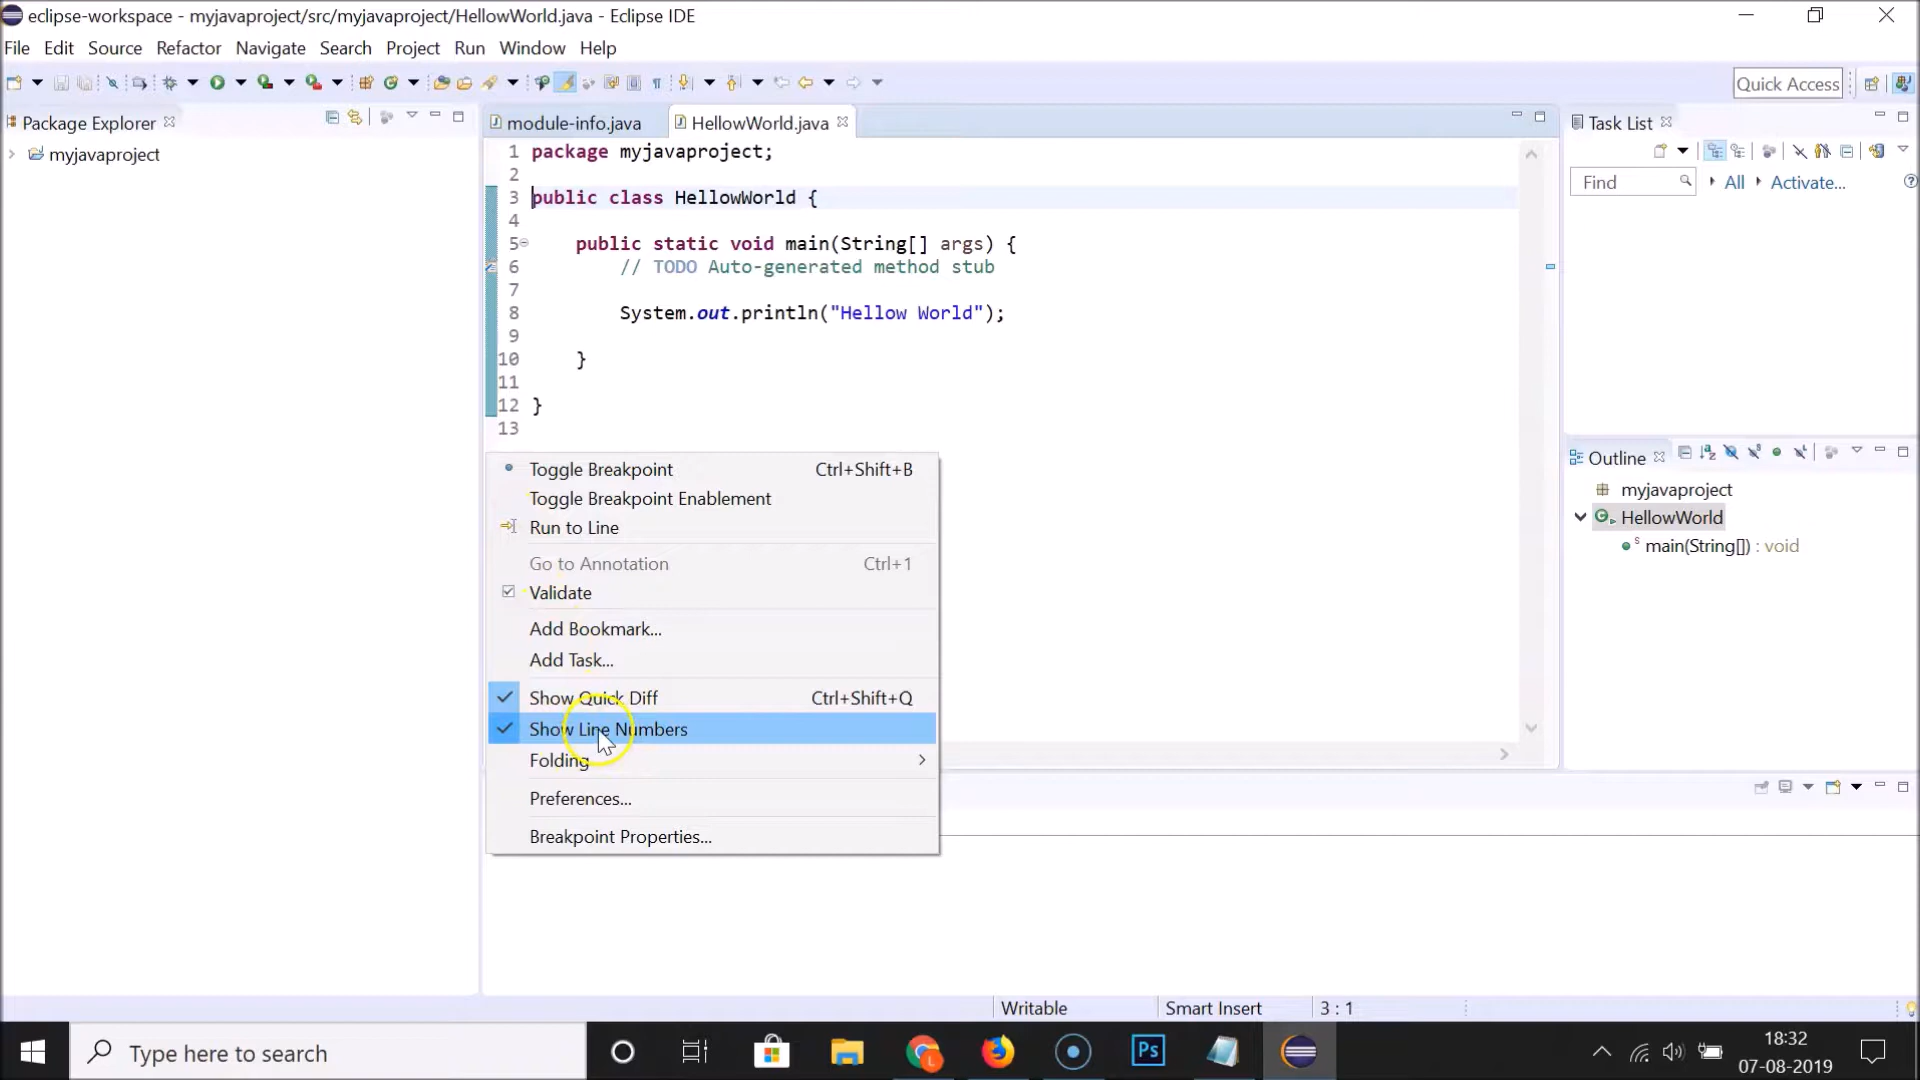 eclipse-workspace - myjavaproject/src/myjavaproject/HellowWorld.java - Eclipse IDE
File Edit Source Refactor Navigate Search Project Run Window Help
Quick Access
Package Explorer
myjavaproject
module-info.java
HellowWorld.java
1 package myjavaproject;
2
3 public class HellowWorld {
4
5 public static void main(String[] args) {
6 // TODO Auto-generated method stub
7
8 System.out.println("Hellow World");
9
10 }
11
12 }
13
Toggle Breakpoint Ctrl+Shift+B
Toggle Breakpoint Enablement
Run to Line
Go to Annotation Ctrl+1
Validate
Add Bookmark...
Add Task...
Show Quick Diff Ctrl+Shift+Q
Show Line Numbers
Folding
Preferences...
Breakpoint Properties...
Task List
Find All Activate...
Outline
myjavaproject
HellowWorld
main(String[]) : void
Writable Smart Insert 3 : 1
Type here to search
Ps
18:32
07-08-2019